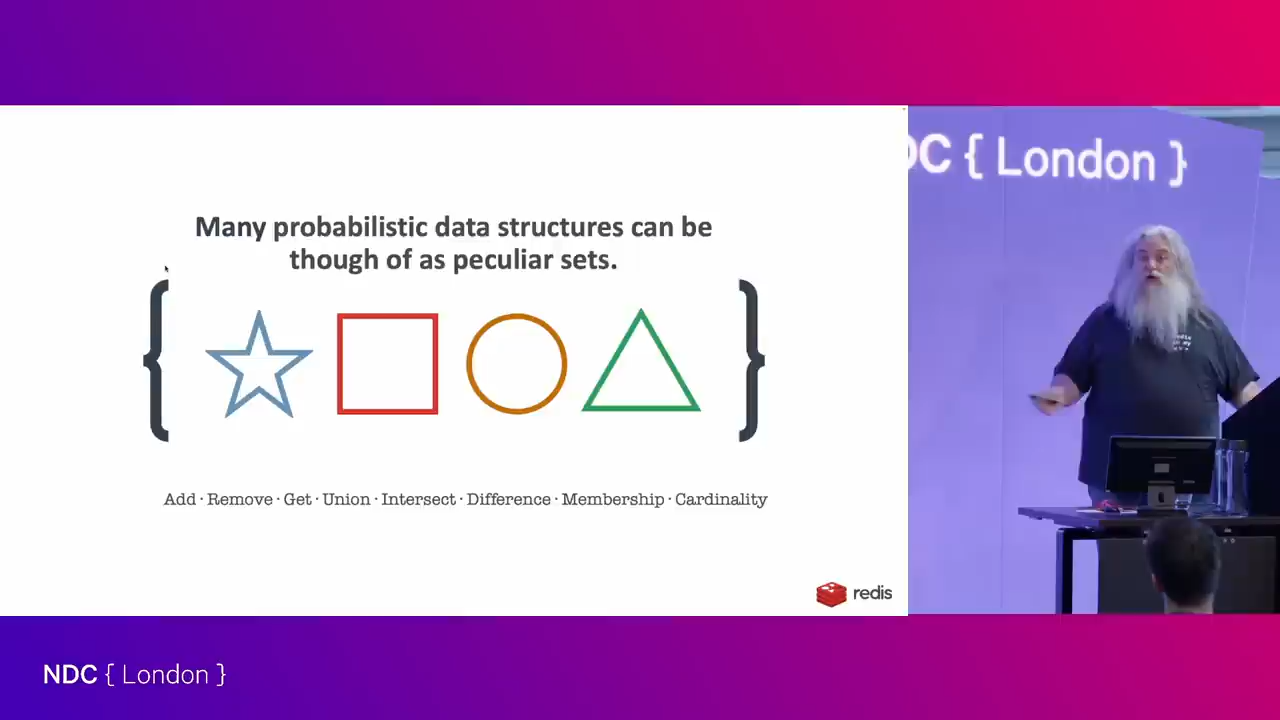 Many probabilistic data structures can be
though of as peculiar sets.
Add · Remove · Get · Union · Intersect · Difference · Membership · Cardinality
redis
DC { London }
NDC { London }